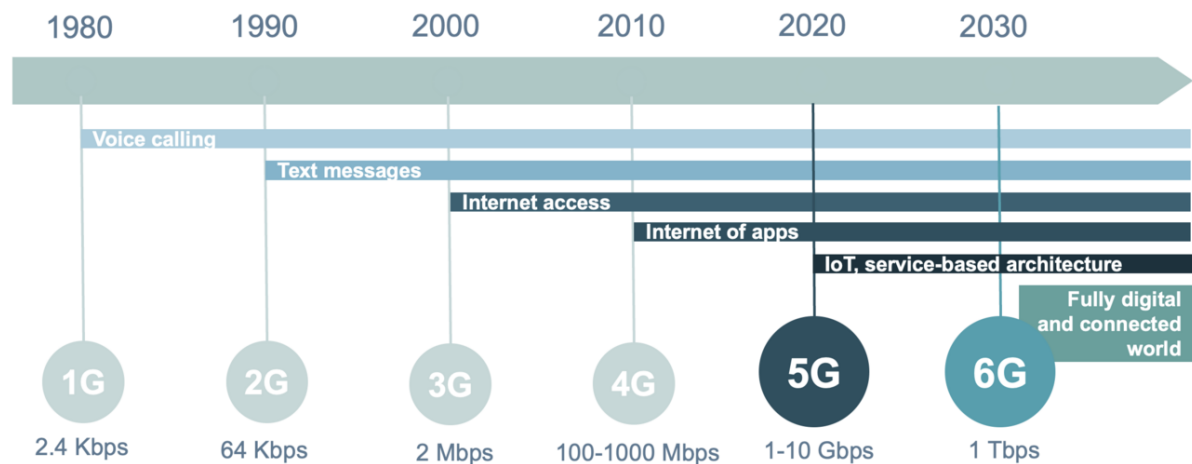 1980 1990 2000 2010 2020 2030
Voice calling
Text messages
Internet access
Internet of apps
IoT, service-based architecture
Fully digital
and connected
world
1G 2G 3G 4G 5G 6G
2.4 Kbps 64 Kbps 2 Mbps 100-1000 Mbps 1-10 Gbps 1 Tbps